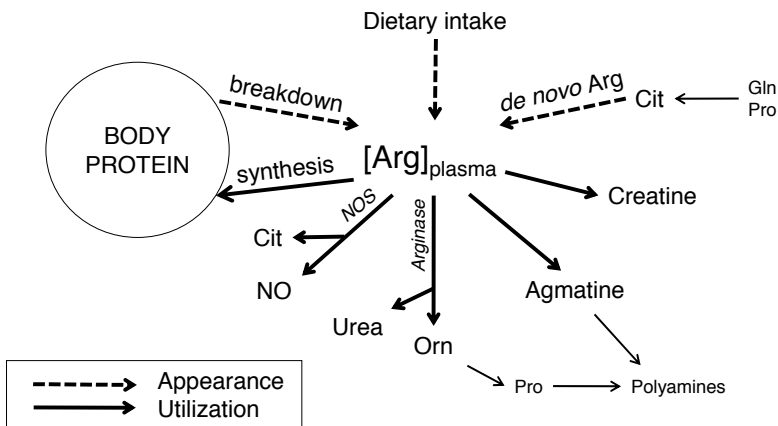 Dietary intake
breakdown
de novo Arg
Cit
Gln
Pro
BODY
PROTEIN
[Arg]plasma
synthesis
Creatine
NOS
Arginase
Cit
NO
Agmatine
Urea
Orn
Pro
Polyamines
Appearance
Utilization